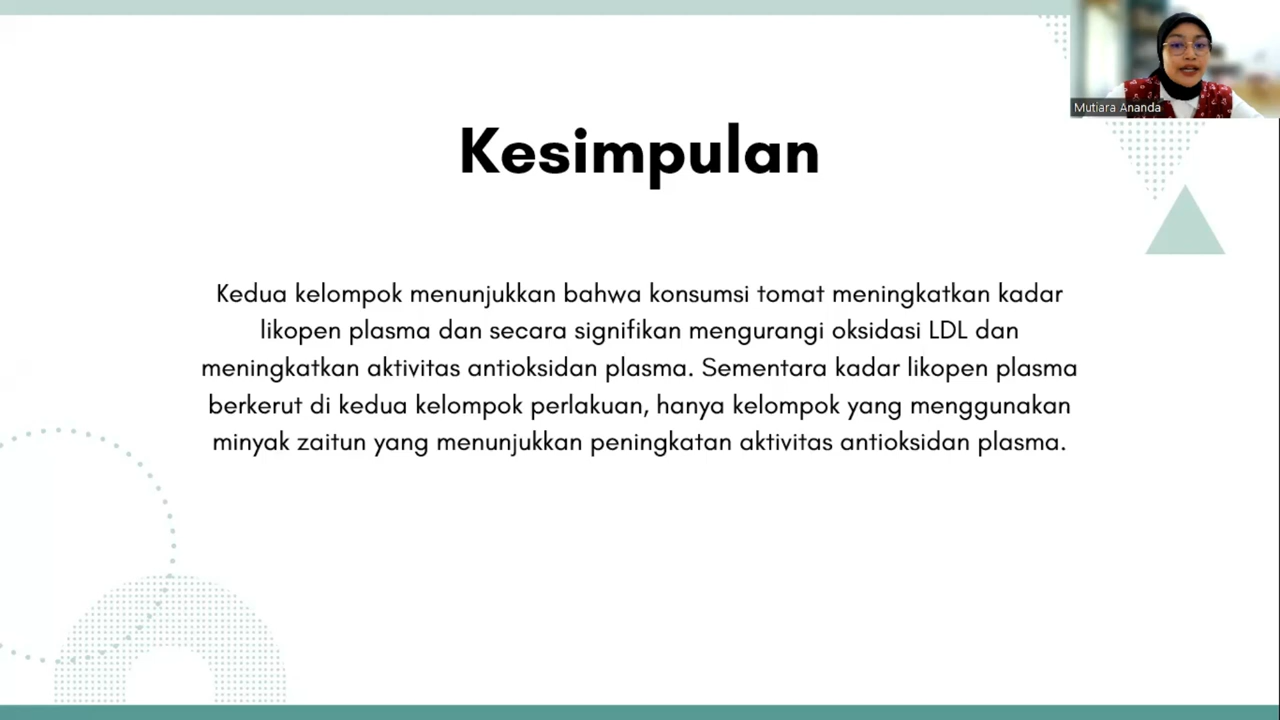 Mutiara Ananda
Kesimpulan
Kedua kelompok menunjukkan bahwa konsumsi tomat meningkatkan kadar
likopen plasma dan secara signifikan mengurangi oksidasi LDL dan
meningkatkan aktivitas antioksidan plasma. Sementara kadar likopen plasma
berkerut di kedua kelompok perlakuan, hanya kelompok yang menggunakan
minyak zaitun yang menunjukkan peningkatan aktivitas antioksidan plasma.